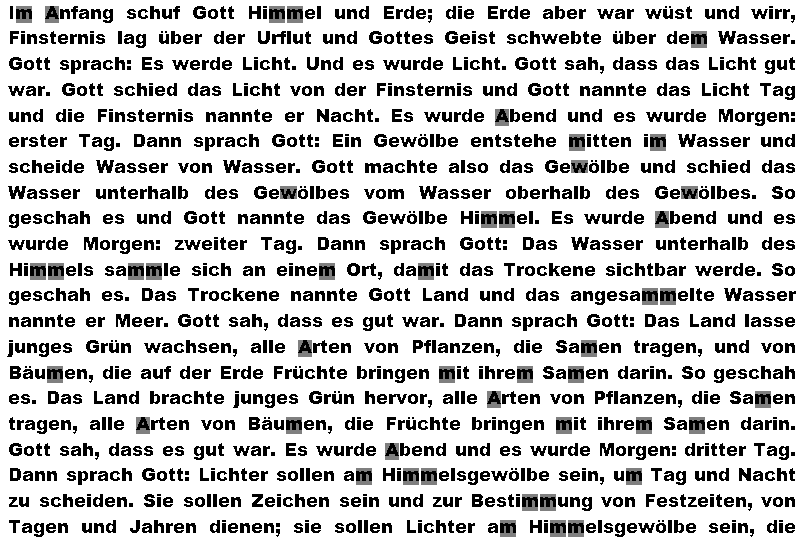 Im Anfang schuf Gott Himmel und Erde; die Erde aber war wüst und wirr,
Finsternis lag über der Urflut und Gottes Geist schwebte über dem Wasser.
Gott sprach: Es werde Licht. Und es wurde Licht. Gott sah, dass das Licht gut
war. Gott schied das Licht von der Finsternis und Gott nannte das Licht Tag
und die Finsternis nannte er Nacht. Es wurde Abend und es wurde Morgen:
erster Tag. Dann sprach Gott: Ein Gewölbe entstehe mitten im Wasser und
scheide Wasser von Wasser. Gott machte also das Gewölbe und schied das
Wasser unterhalb des Gewölbes vom Wasser oberhalb des Gewölbes. So
geschah es und Gott nannte das Gewölbe Himmel. Es wurde Abend und es
wurde Morgen: zweiter Tag. Dann sprach Gott: Das Wasser unterhalb des
Himmels sammle sich an einem Ort, damit das Trockene sichtbar werde. So
geschah es. Das Trockene nannte Gott Land und das angesammelte Wasser
nannte er Meer. Gott sah, dass es gut war. Dann sprach Gott: Das Land lasse
junges Grün wachsen, alle Arten von Pflanzen, die Samen tragen, und von
Bäumen, die auf der Erde Früchte bringen mit ihrem Samen darin. So geschah
es. Das Land brachte junges Grün hervor, alle Arten von Pflanzen, die Samen
tragen, alle Arten von Bäumen, die Früchte bringen mit ihrem Samen darin.
Gott sah, dass es gut war. Es wurde Abend und es wurde Morgen: dritter Tag.
Dann sprach Gott: Lichter sollen am Himmelsgewölbe sein, um Tag und Nacht
zu scheiden. Sie sollen Zeichen sein und zur Bestimmung von Festzeiten, von
Tagen und Jahren dienen; sie sollen Lichter am Himmelsgewölbe sein, die